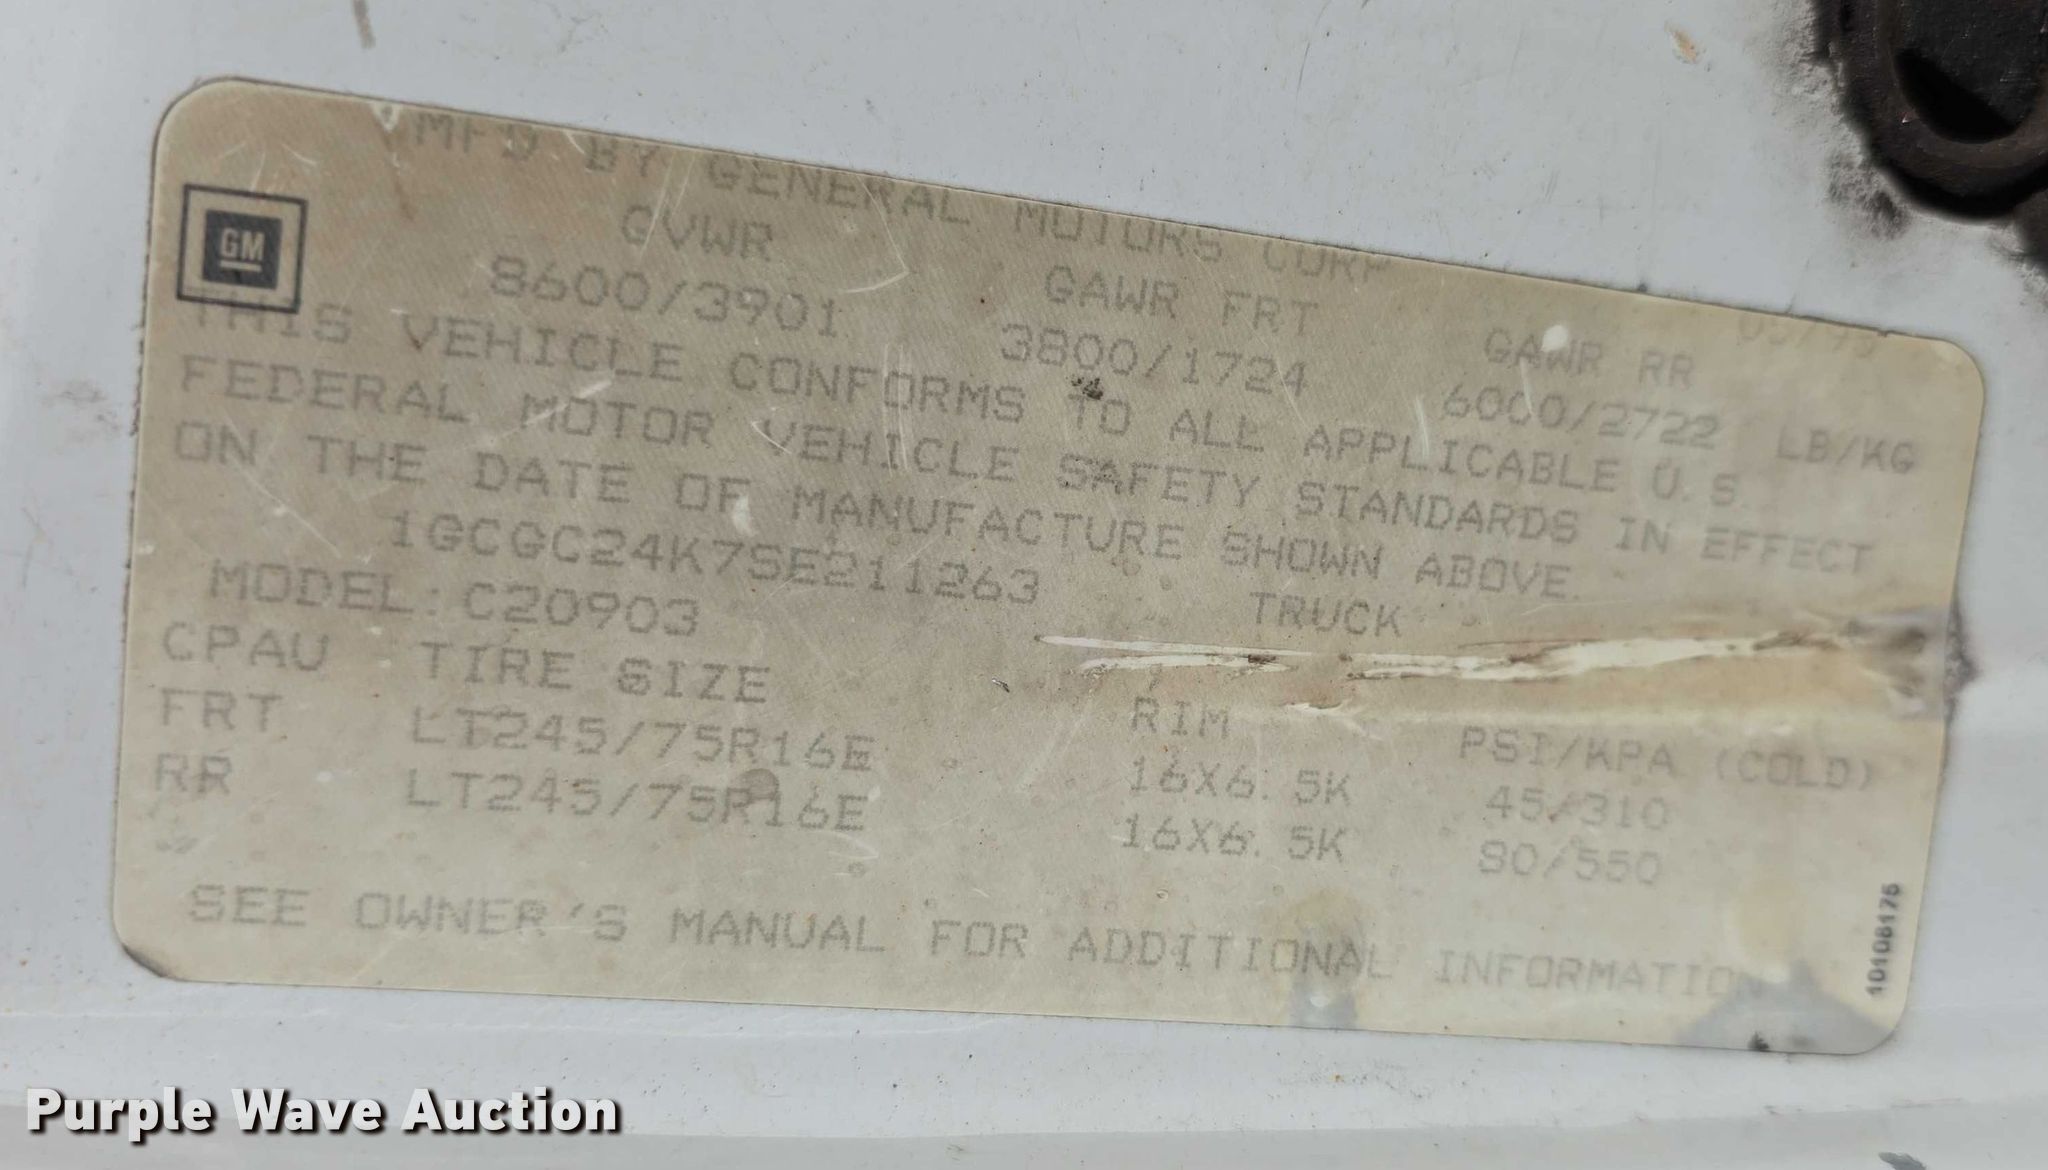 MFD BY GENERAL MOTORS CORP
GM
GVWR GAWR FRT GAWR RR
8600/3901 3800/1724 6000/2722 LB/KG
THIS VEHICLE CONFORMS TO ALL APPLICABLE U.S.
FEDERAL MOTOR VEHICLE SAFETY STANDARDS IN EFFECT
ON THE DATE OF MANUFACTURE SHOWN ABOVE.
1GCGC24K7SE211263 TRUCK
MODEL: C20903
CPAU TIRE SIZE RIM PSI/KPA (COLD)
FRT LT245/75R16E 16X6.5K 45/310
RR LT245/75R16E 16X6.5K 80/550
SEE OWNER'S MANUAL FOR ADDITIONAL INFORMATION
10108175
Purple Wave Auction